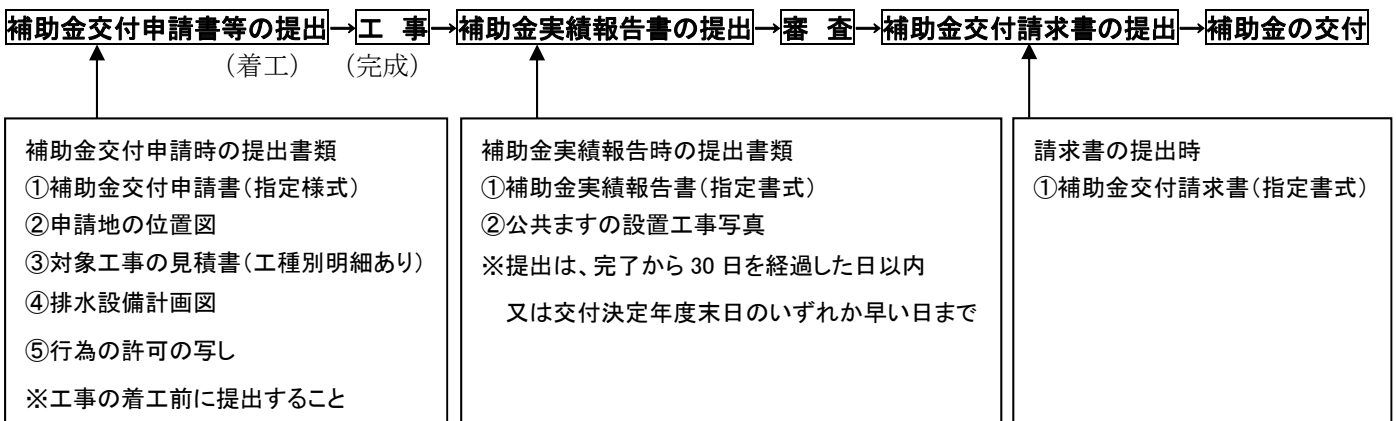 補助金交付申請書等の提出→工 事→補助金実績報告書の提出→審 査→補助金交付請求書の提出→補助金の交付
(着工) (完成)
補助金交付申請時の提出書類
①補助金交付申請書(指定様式)
②申請地の位置図
③対象工事の見積書(工種別明細あり)
④排水設備計画図
⑤行為の許可の写し
※工事の着工前に提出すること
補助金実績報告時の提出書類
①補助金実績報告書(指定書式)
②公共ますの設置工事写真
※提出は、完了から 30 日を経過した日以内
又は交付決定年度末日のいずれか早い日まで
請求書の提出時
①補助金交付請求書(指定書式)